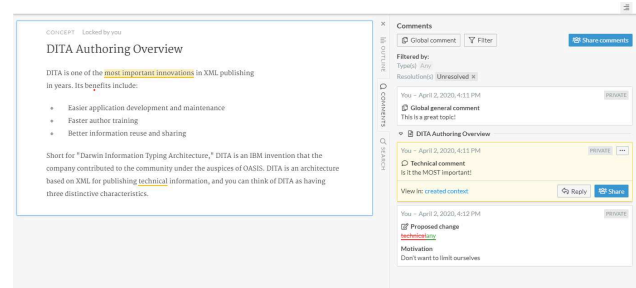 CONCEPT Locked by you
DITA Authoring Overview
DITA is one of the most important innovations in XML publishing
in years. Its benefits include:
Easier application development and maintenance
Faster author training
Better information reuse and sharing
Short for "Darwin Information Typing Architecture," DITA is an IBM invention that the
company contributed to the community under the auspices of OASIS. DITA is an architecture
based on XML for publishing technical information, and you can think of DITA as having
three distinctive characteristics.
OUTLINE
COMMENTS
SEARCH
Comments
Global comment
Filter
Share comments
Filtered by:
Type(s) Any
Resolution(s) Unresolved ×
You – April 2, 2020, 4:11 PM PRIVATE
Global general comment
This is a great topic!
DITA Authoring Overview
You – April 2, 2020, 4:11 PM PRIVATE ···
Technical comment
Is it the MOST important!
View in: created context
Reply
Share
You – April 2, 2020, 4:12 PM PRIVATE
Proposed change
technicalany
Motivation
Don't want to limit ourselves